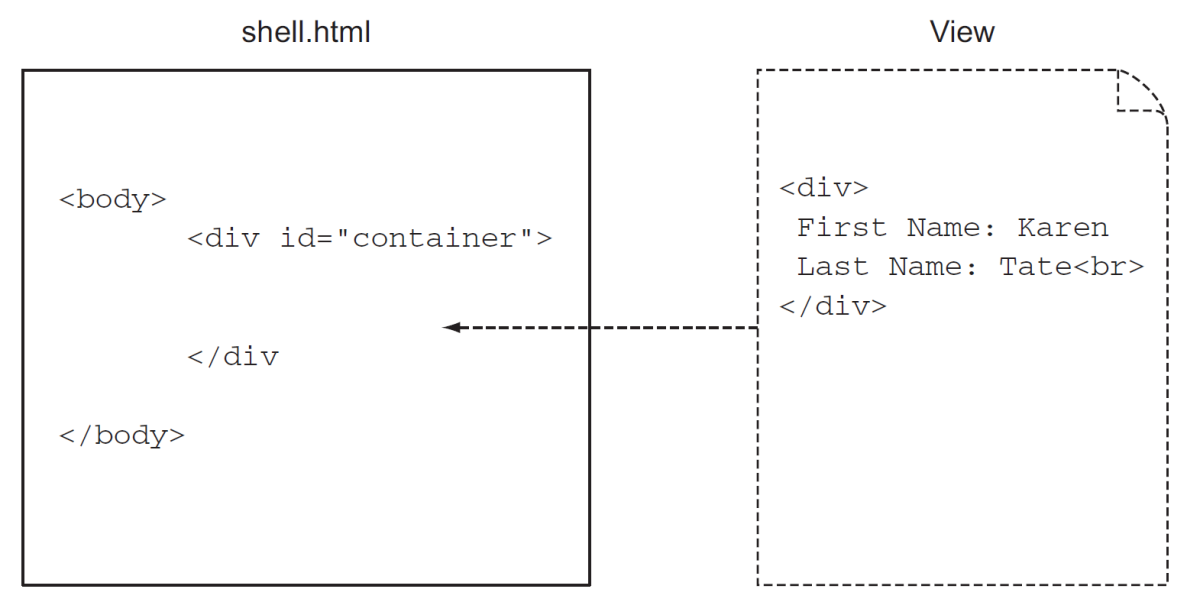 shell.html
<body>
<div id="container">
</div
</body>
View
<div>
First Name: Karen
Last Name: Tate<br>
</div>